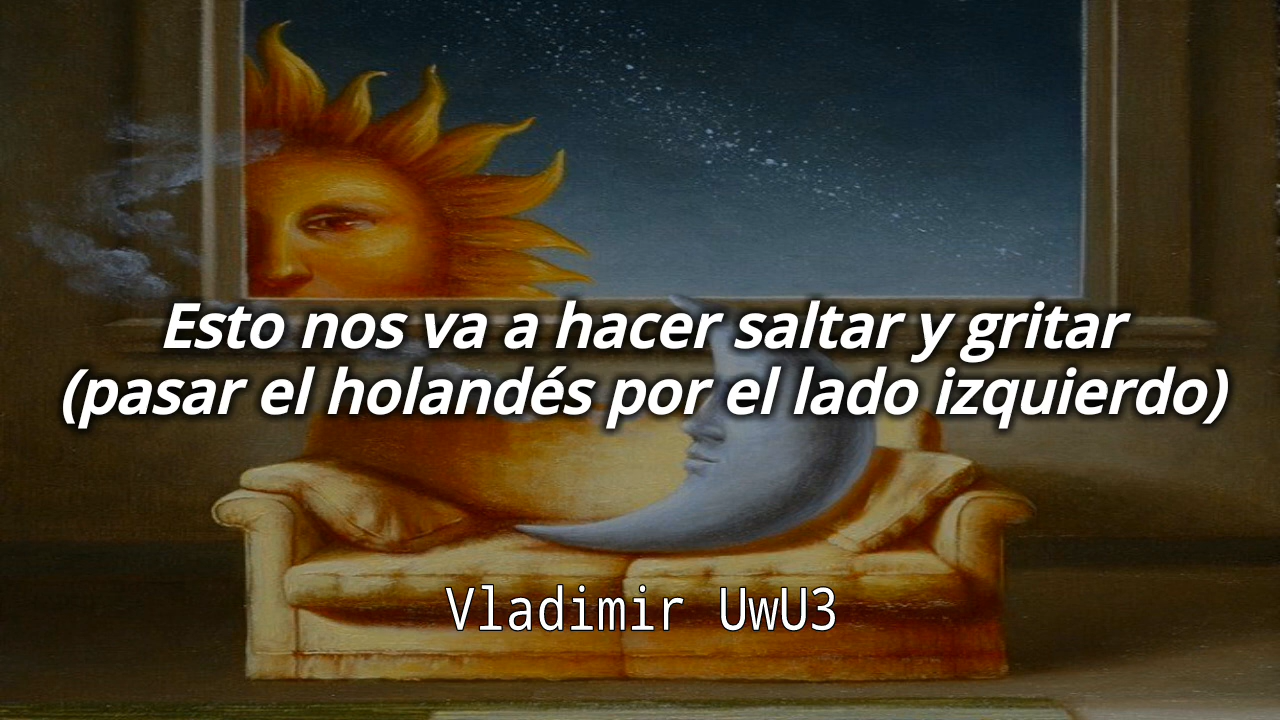 Esto nos va a hacer saltar y gritar
(pasar el holandés por el lado izquierdo)
Vladimir UwU3